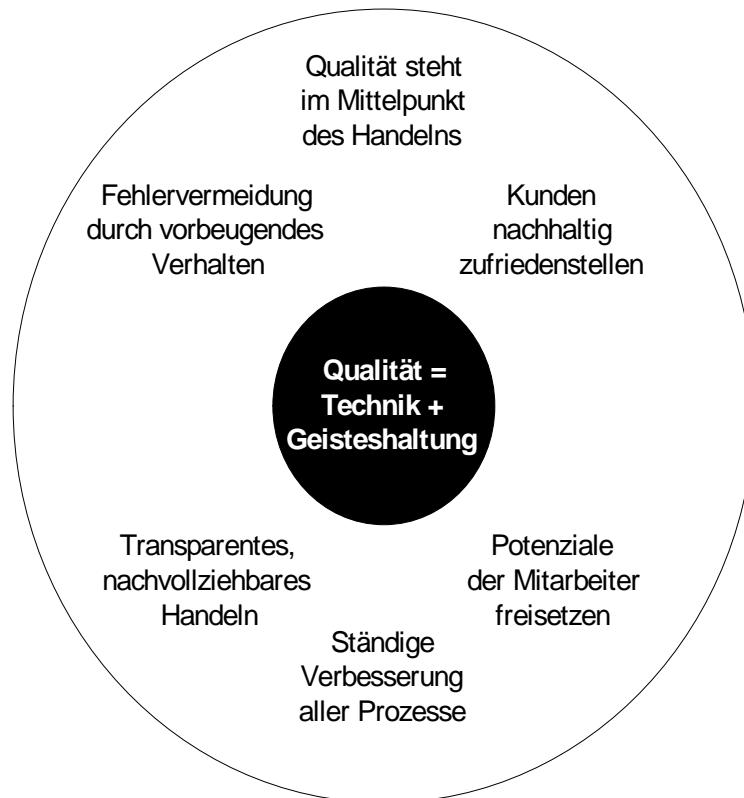 Qualität steht
im Mittelpunkt
des Handelns
Fehlervermeidung
durch vorbeugendes
Verhalten
Kunden
nachhaltig
zufriedenstellen
Qualität =
Technik +
Geisteshaltung
Transparentes,
nachvollziehbares
Handeln
Potenziale
der Mitarbeiter
freisetzen
Ständige
Verbesserung
aller Prozesse